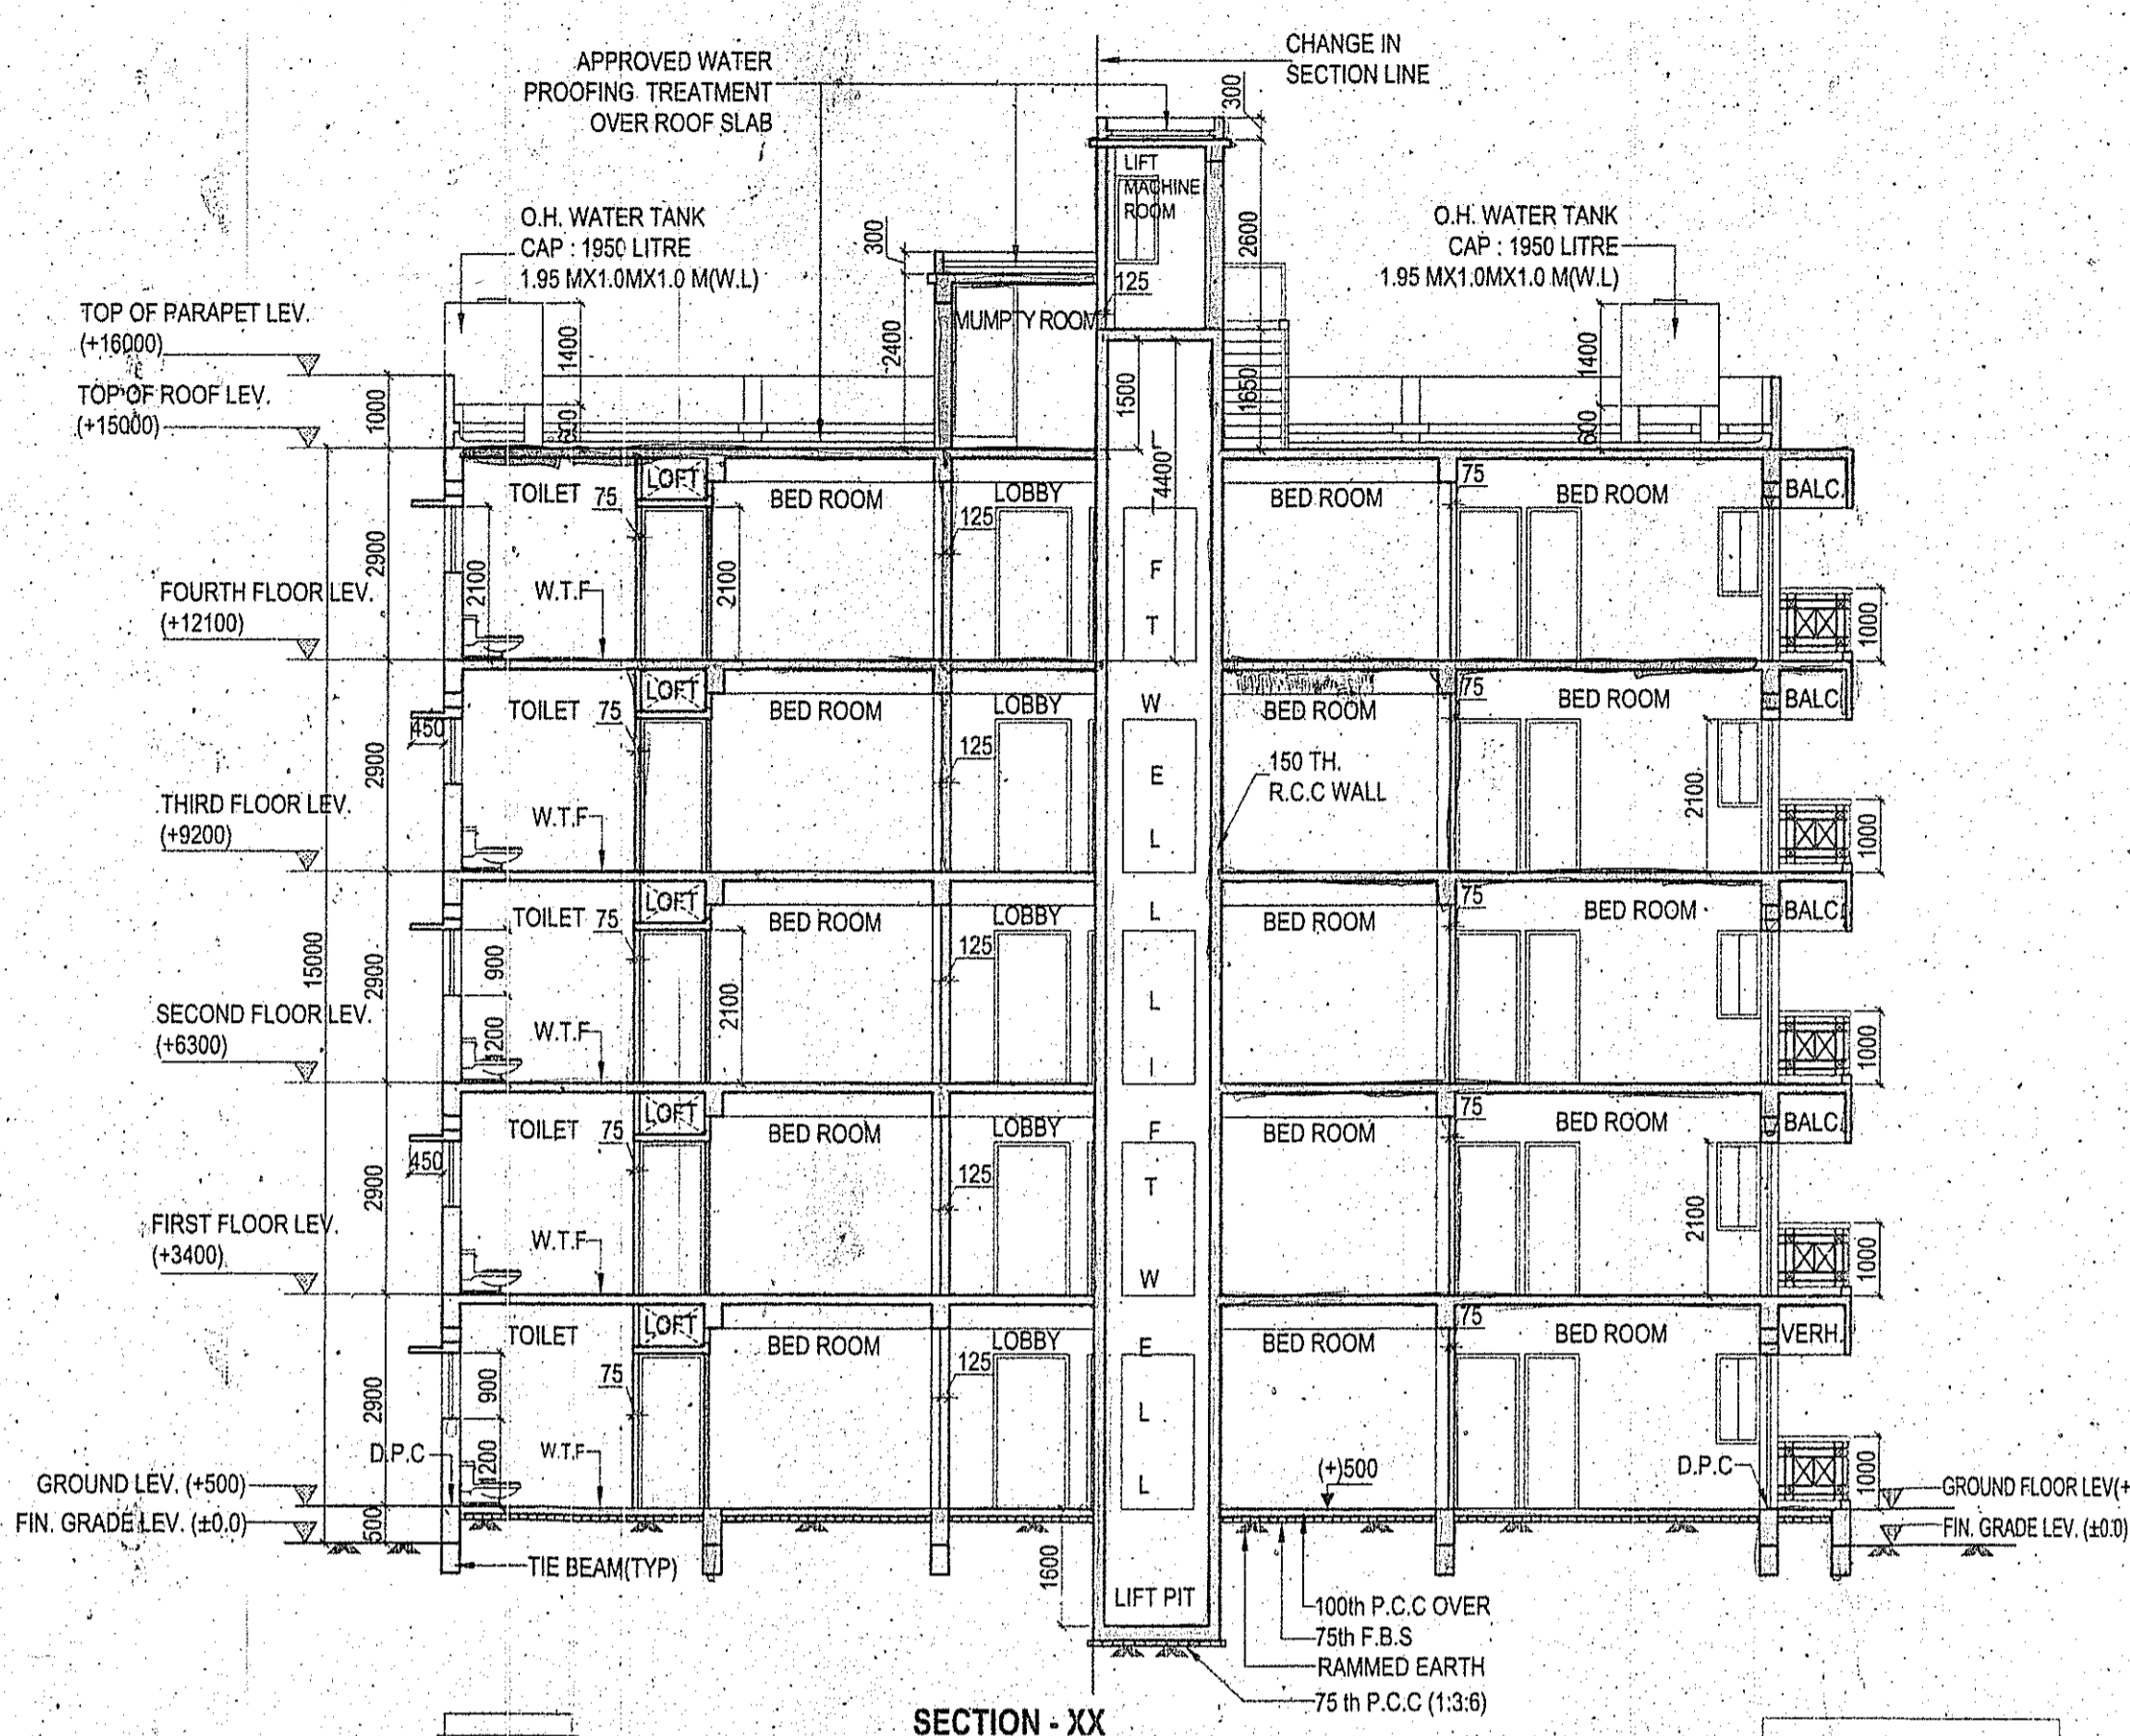 CHANGE IN
SECTION LINE
APPROVED WATER
PROOFING TREATMENT
OVER ROOF SLAB
300
LIFT
MACHINE
ROOM
2600
O.H. WATER TANK
CAP : 1950 LITRE
1.95 MX1.0MX1.0 M(W.L)
O.H. WATER TANK
CAP : 1950 LITRE
1.95 MX1.0MX1.0 M(W.L)
300
125
MUMPTY ROOM
2400
TOP OF PARAPET LEV.
(+16000)
1400
1400
1500
1650
TOP OF ROOF LEV.
(+15000)
1000
600
4400
LIFT WELL
LIFT WELL
TOILET
75
LOFT
BED ROOM
LOBBY
125
BED ROOM
75
BED ROOM
BALC.
2900
2100
2100
W.T.F
1000
FOURTH FLOOR LEV.
(+12100)
TOILET
75
LOFT
BED ROOM
LOBBY
125
BED ROOM
75
BED ROOM
BALC.
450
2900
150 TH.
R.C.C WALL
2100
W.T.F
1000
THIRD FLOOR LEV.
(+9200)
TOILET
75
LOFT
BED ROOM
LOBBY
125
BED ROOM
75
BED ROOM
BALC.
15000
2900
900
1200
2100
W.T.F
1000
SECOND FLOOR LEV.
(+6300)
TOILET
75
LOFT
BED ROOM
LOBBY
125
BED ROOM
75
BED ROOM
BALC.
450
2900
2100
W.T.F
1000
FIRST FLOOR LEV.
(+3400)
TOILET
75
LOFT
BED ROOM
LOBBY
125
BED ROOM
75
BED ROOM
VERH.
2900
900
1200
D.P.C
W.T.F
(+)500
D.P.C
1000
GROUND LEV. (+500)
GROUND FLOOR LEV(+
FIN. GRADE LEV. (±0.0)
FIN. GRADE LEV. (±0.0)
TIE BEAM(TYP)
1600
LIFT PIT
100th P.C.C OVER
75th F.B.S
RAMMED EARTH
75 th P.C.C (1:3:6)
SECTION - XX